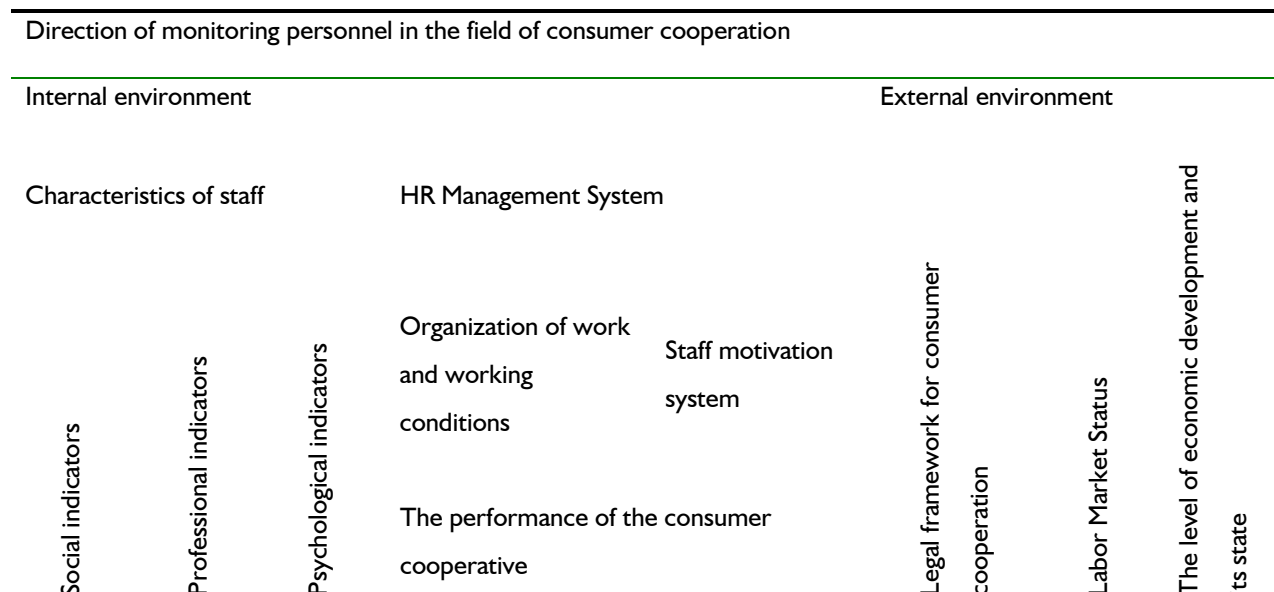 Direction of monitoring personnel in the field of consumer cooperation
Internal environment
External environment
Characteristics of staff
HR Management System
Social indicators
Professional indicators
Psychological indicators
Organization of work
and working
conditions
Staff motivation
system
The performance of the consumer
cooperative
Legal framework for consumer
cooperation
Labor Market Status
The level of economic development and
ts state